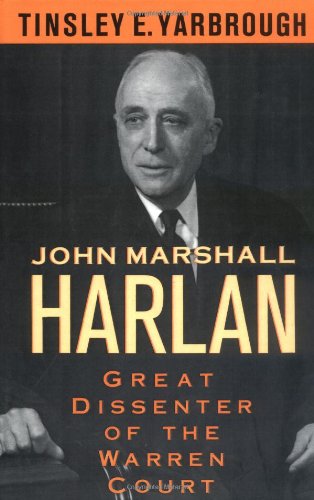 TINSLEY E. YARBROUGH
JOHN MARSHALL
HARLAN
GREAT
DISSENTER
OF THE
WARREN
COURT